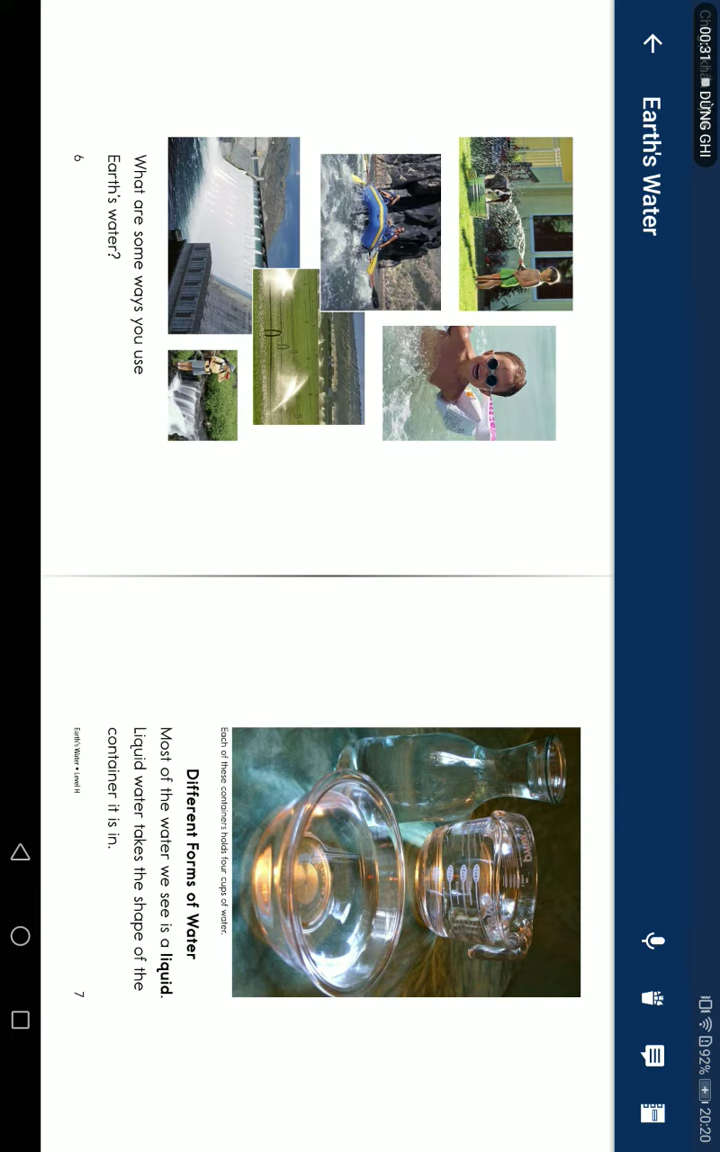 00:31 DỪNG GHI
92% 20:20
Earth's Water
What are some ways you use
Earth's water?
6
Each of these containers holds four cups of water.
Different Forms of Water
Most of the water we see is a liquid.
Liquid water takes the shape of the
container it is in.
Earth's Water • Level H
7